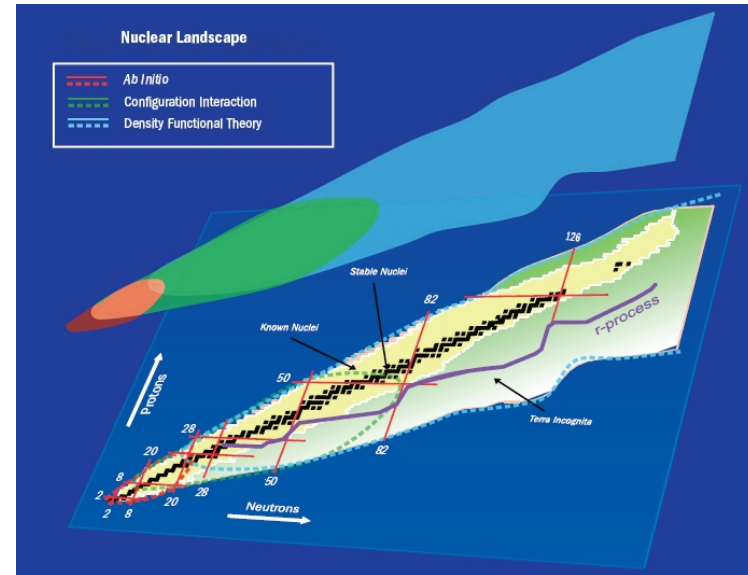 Nuclear Landscape
Ab Initio
Configuration Interaction
Density Functional Theory
126
Stable Nuclei
82
Known Nuclei
r-process
50
Protons
Terra Incognita
28
82
20
50
8
28
2
20
Neutrons
2
8